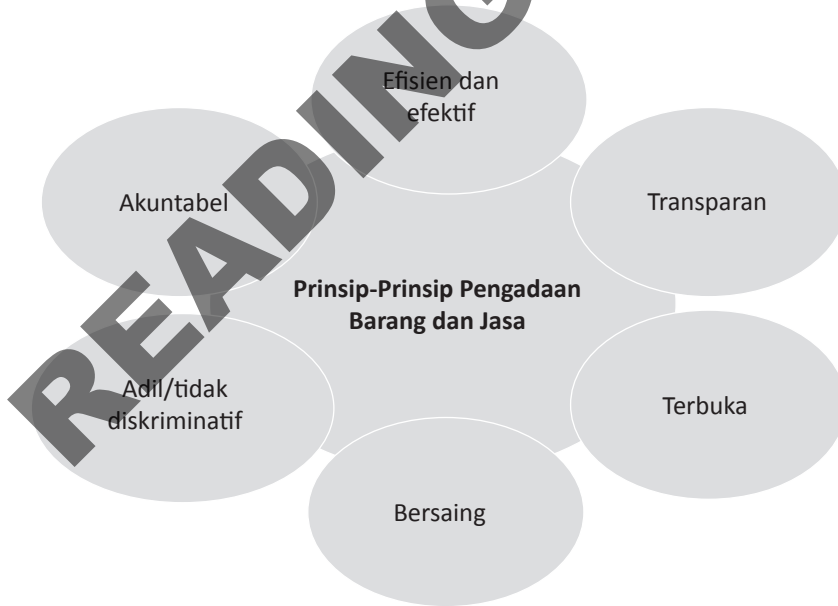 Efisien dan
efektif
Transparan
Terbuka
Bersaing
Adil/tidak
diskriminatif
Akuntabel
Prinsip-Prinsip Pengadaan
Barang dan Jasa
READING